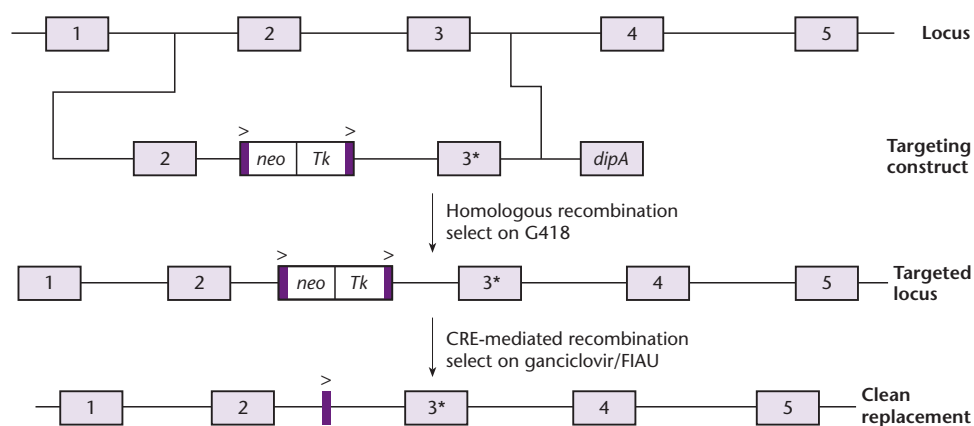 1 2 3 4 5 Locus
> >
2 neo Tk 3* dipA Targeting construct
Homologous recombination
select on G418
> >
1 2 neo Tk 3* 4 5 Targeted locus
CRE-mediated recombination
select on ganciclovir/FIAU
>
1 2 3* 4 5 Clean replacement